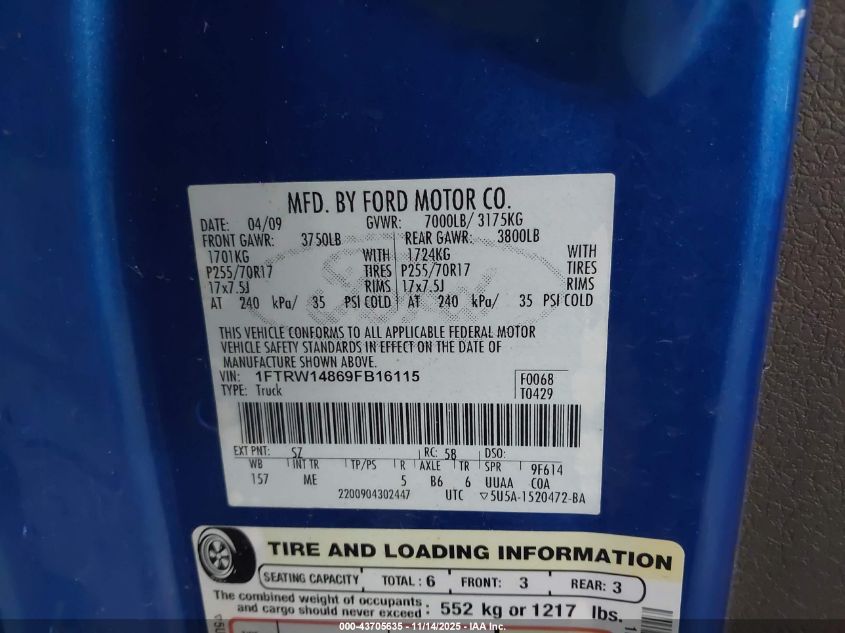 MFD. BY FORD MOTOR CO.
DATE: 04/09 GVWR: 7000LB/ 3175KG
FRONT GAWR: 3750LB REAR GAWR: 3800LB
1701KG WITH 1724KG WITH
P255/70R17 TIRES P255/70R17 TIRES
17x7.5J RIMS 17x7.5J RIMS
AT 240 kPa/ 35 PSI COLD AT 240 kPa/ 35 PSI COLD
THIS VEHICLE CONFORMS TO ALL APPLICABLE FEDERAL MOTOR
VEHICLE SAFETY STANDARDS IN EFFECT ON THE DATE OF
MANUFACTURE SHOWN ABOVE.
VIN: 1FTRW14869FB16115 F0068
TYPE: Truck T0429
EXT PNT: SZ RC: 58 DSO:
WB INT TR TP/PS R AXLE TR SPR 9F614
157 ME 5 B6 6 UUAA COA
2200904302447 UTC ▽5U5A-1520472-BA
TIRE AND LOADING INFORMATION
SEATING CAPACITY TOTAL : 6 FRONT: 3 REAR: 3
The combined weight of occupants
and cargo should never exceed : 552 kg or 1217 lbs.
000-43705635 - 11/14/2025 - IAA Inc.